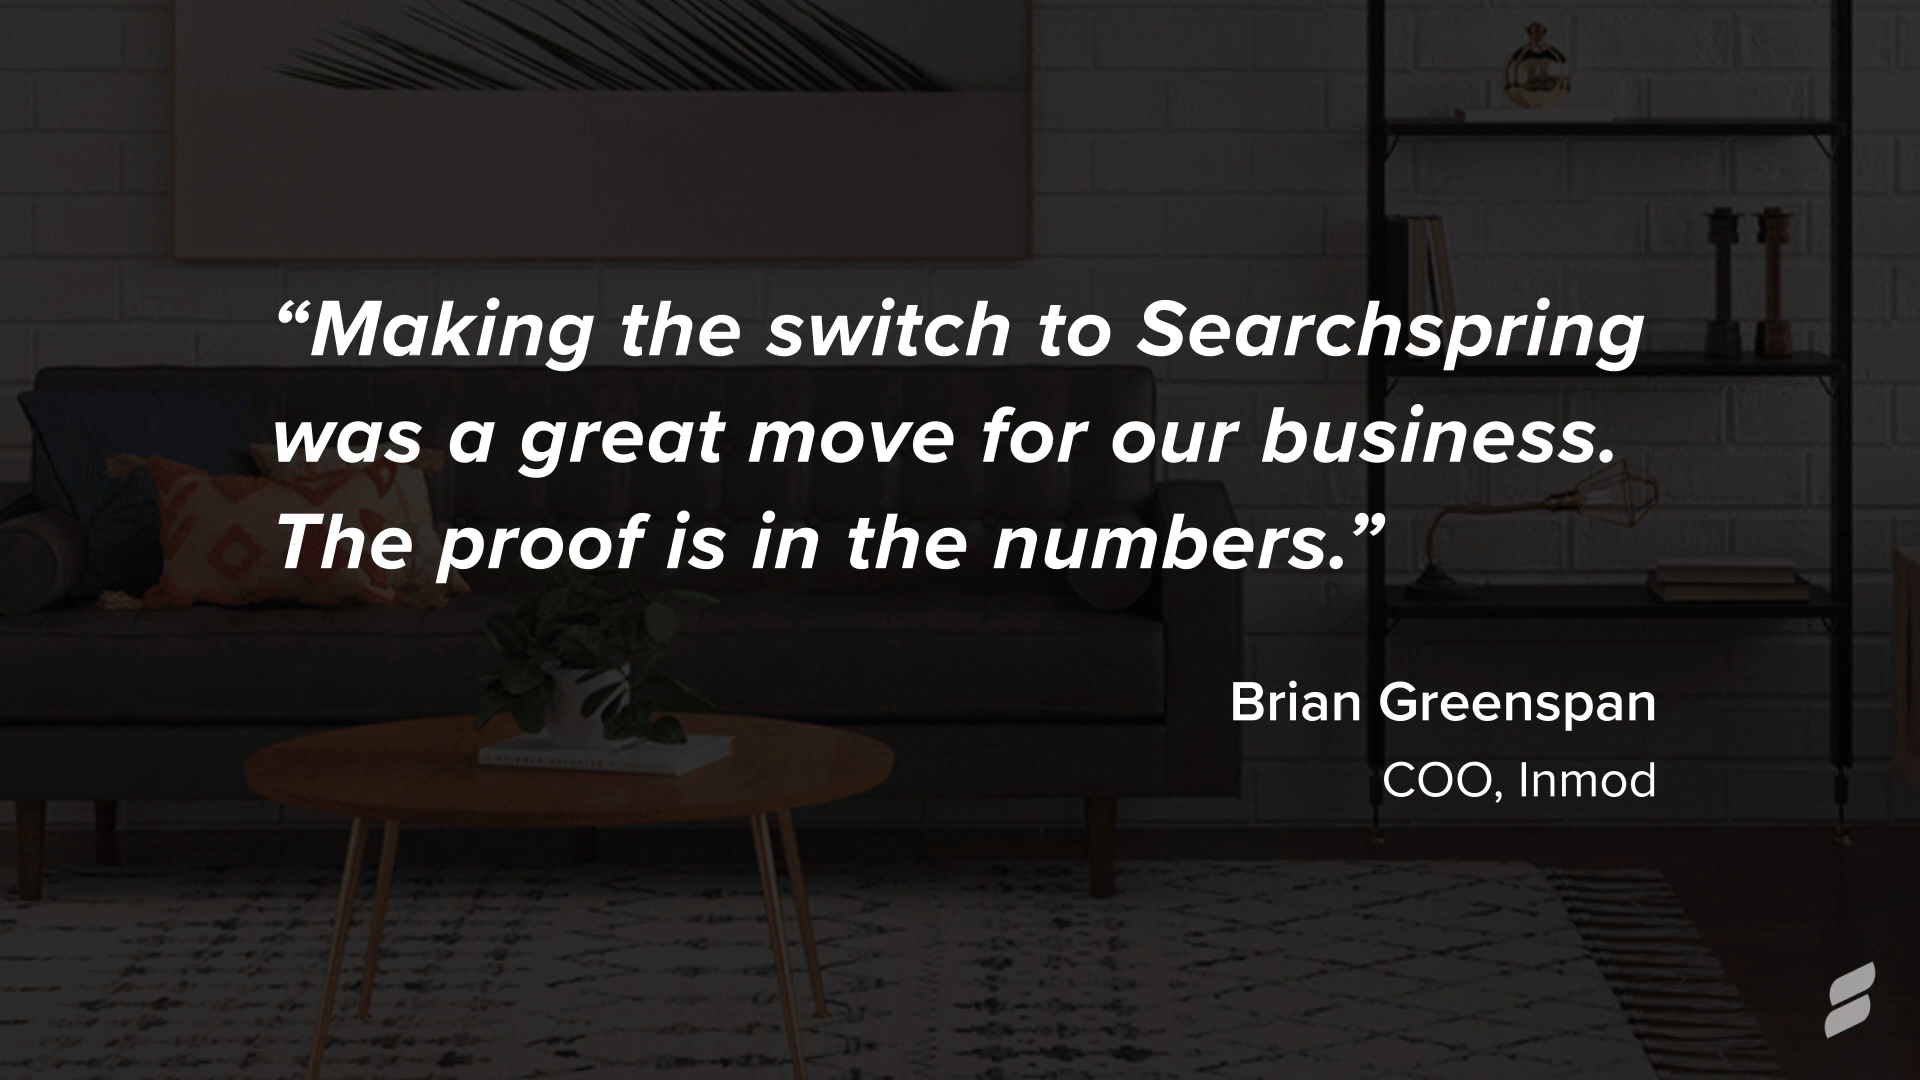 “Making the switch to Searchspring
was a great move for our business.
The proof is in the numbers.”
Brian Greenspan
COO, Inmod